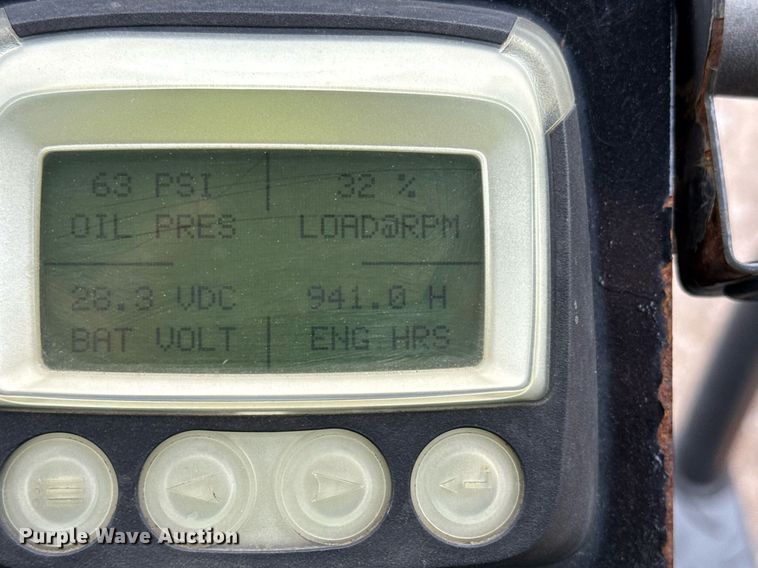 63 PSI 32 %
OIL PRES LOAD@RPM
28.3 VDC 941.0 H
BAT VOLT ENG HRS
Purple Wave Auction